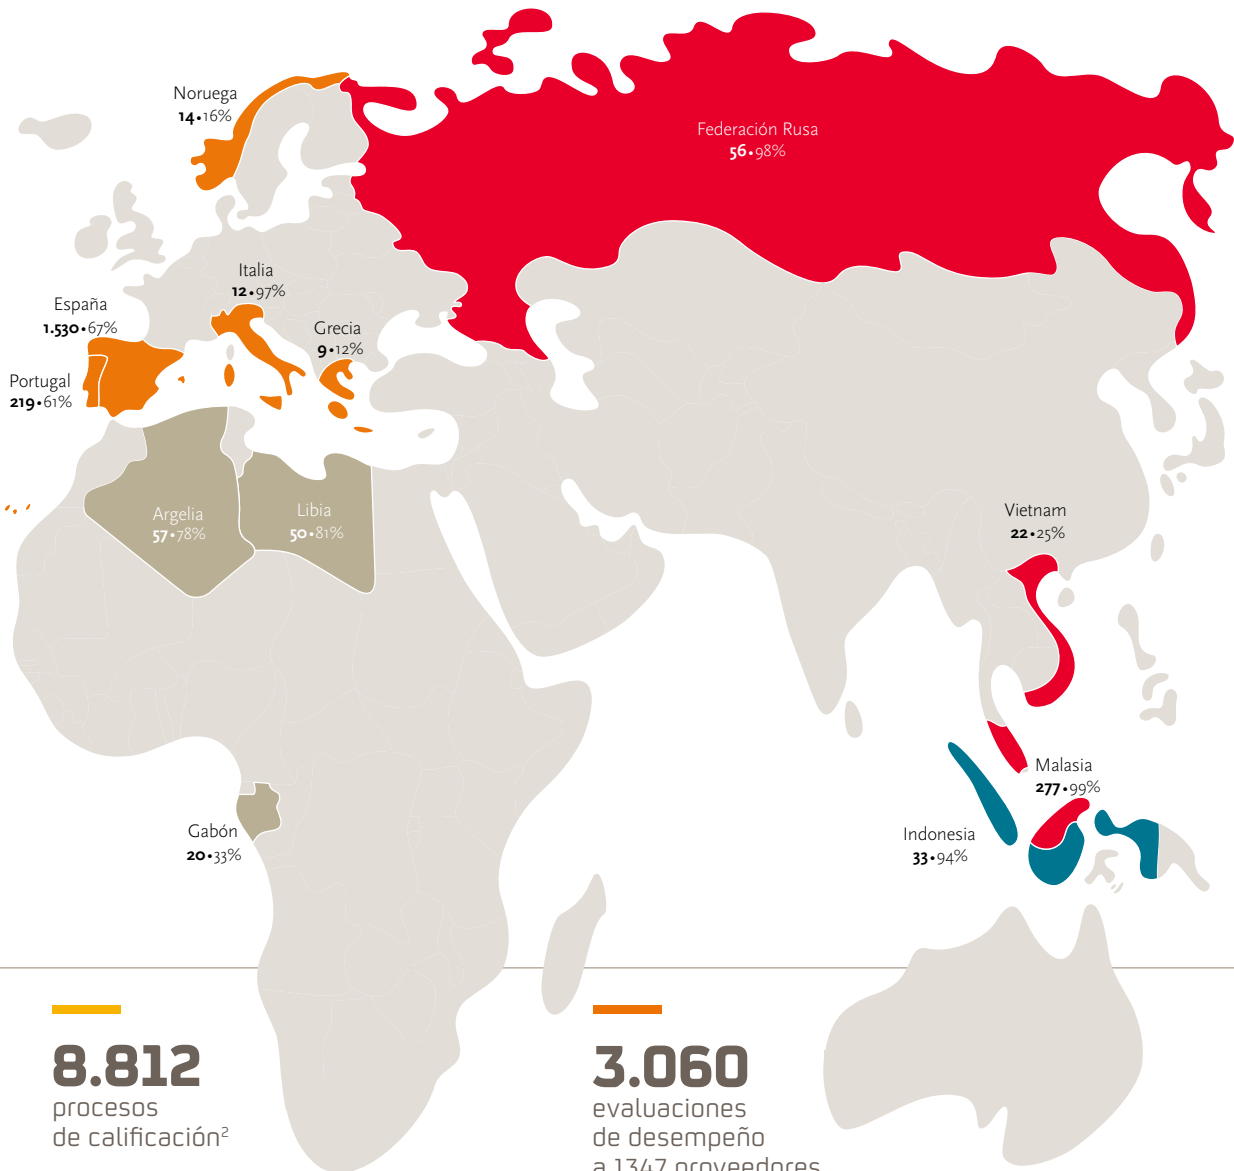 Noruega
14•16%
Federación Rusa
56•98%
Italia
12•97%
España
1.530•67%
Grecia
9•12%
Portugal
219•61%
Argelia
57•78%
Libia
50•81%
Vietnam
22•25%
Malasia
277•99%
Gabón
20•33%
Indonesia
33•94%
8.812
procesos
de calificación²
3.060
evaluaciones
de desempeño
a 1347 proveedores